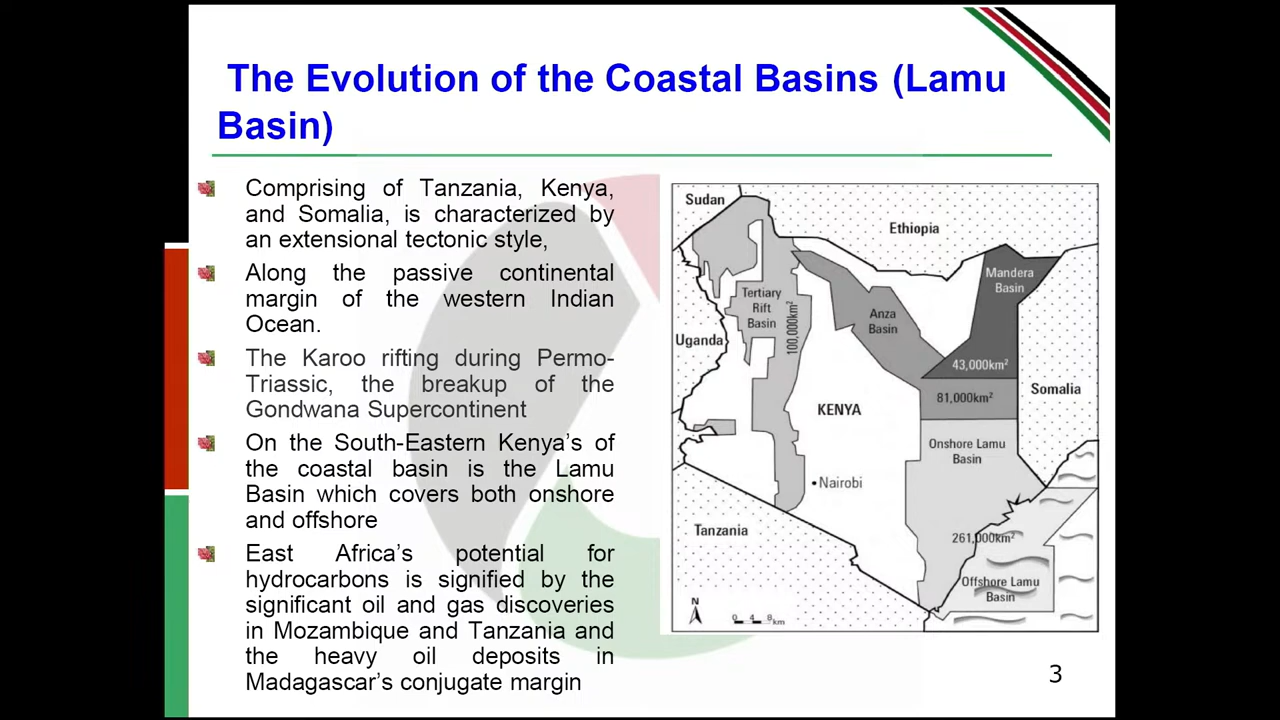 The Evolution of the Coastal Basins (Lamu
Basin)
Comprising of Tanzania, Kenya,
and Somalia, is characterized by
an extensional tectonic style,
Along the passive continental
margin of the western Indian
Ocean.
The Karoo rifting during Permo-
Triassic, the breakup of the
Gondwana Supercontinent
On the South-Eastern Kenya's of
the coastal basin is the Lamu
Basin which covers both onshore
and offshore
East Africa's potential for
hydrocarbons is signified by the
significant oil and gas discoveries
in Mozambique and Tanzania and
the heavy oil deposits in
Madagascar's conjugate margin
Sudan
Ethiopia
Mandera
Basin
Tertiary
Rift
Basin
100,000km²
Anza
Basin
Uganda
43,000km²
Somalia
81,000km²
KENYA
Onshore Lamu
Basin
Nairobi
Tanzania
261,000km²
Offshore Lamu
Basin
N
0 4 8 km
3